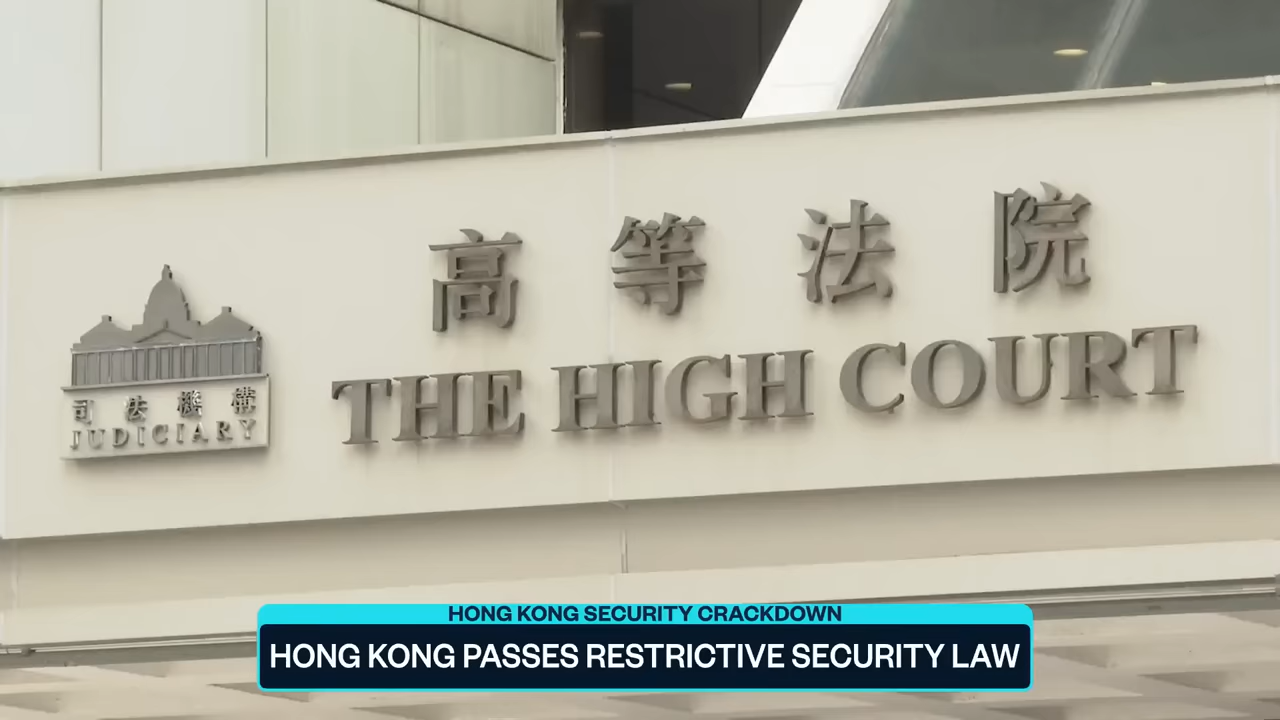 高等法院
THE HIGH COURT
司法機構
JUDICIARY
HONG KONG SECURITY CRACKDOWN
HONG KONG PASSES RESTRICTIVE SECURITY LAW